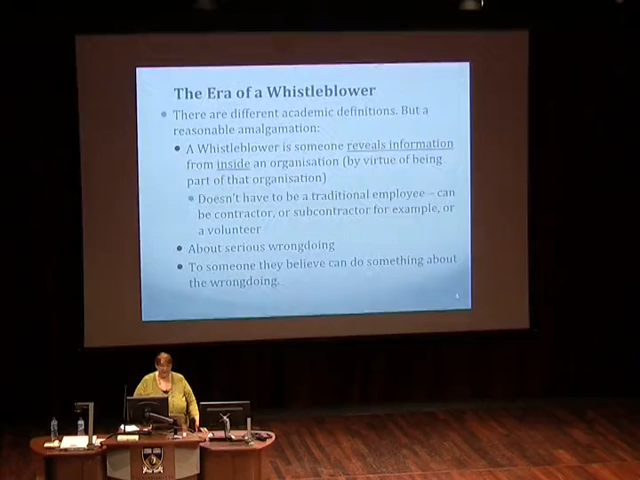 The Era of a Whistleblower
• There are different academic definitions. But a
reasonable amalgamation:
• A Whistleblower is someone reveals information
from inside an organisation (by virtue of being
part of that organisation)
• Doesn't have to be a traditional employee – can
be contractor, or subcontractor for example, or
a volunteer
• About serious wrongdoing
• To someone they believe can do something about
the wrongdoing.
4